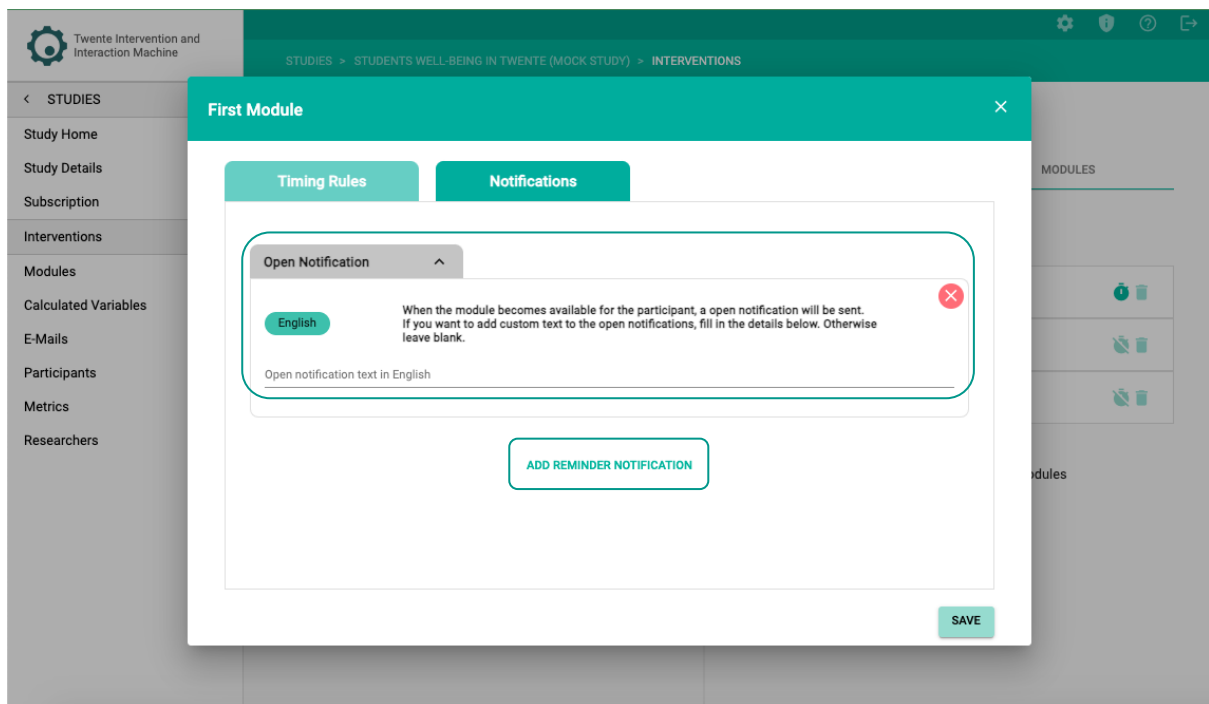 Twente Intervention and
Interaction Machine
STUDIES > STUDENTS WELL-BEING IN TWENTE (MOCK STUDY) > INTERVENTIONS
< STUDIES
Study Home
Study Details
Subscription
Interventions
Modules
Calculated Variables
E-Mails
Participants
Metrics
Researchers
First Module
Timing Rules
Notifications
MODULES
Open Notification
English
When the module becomes available for the participant, a open notification will be sent.
If you want to add custom text to the open notifications, fill in the details below. Otherwise
leave blank.
Open notification text in English
ADD REMINDER NOTIFICATION
SAVE